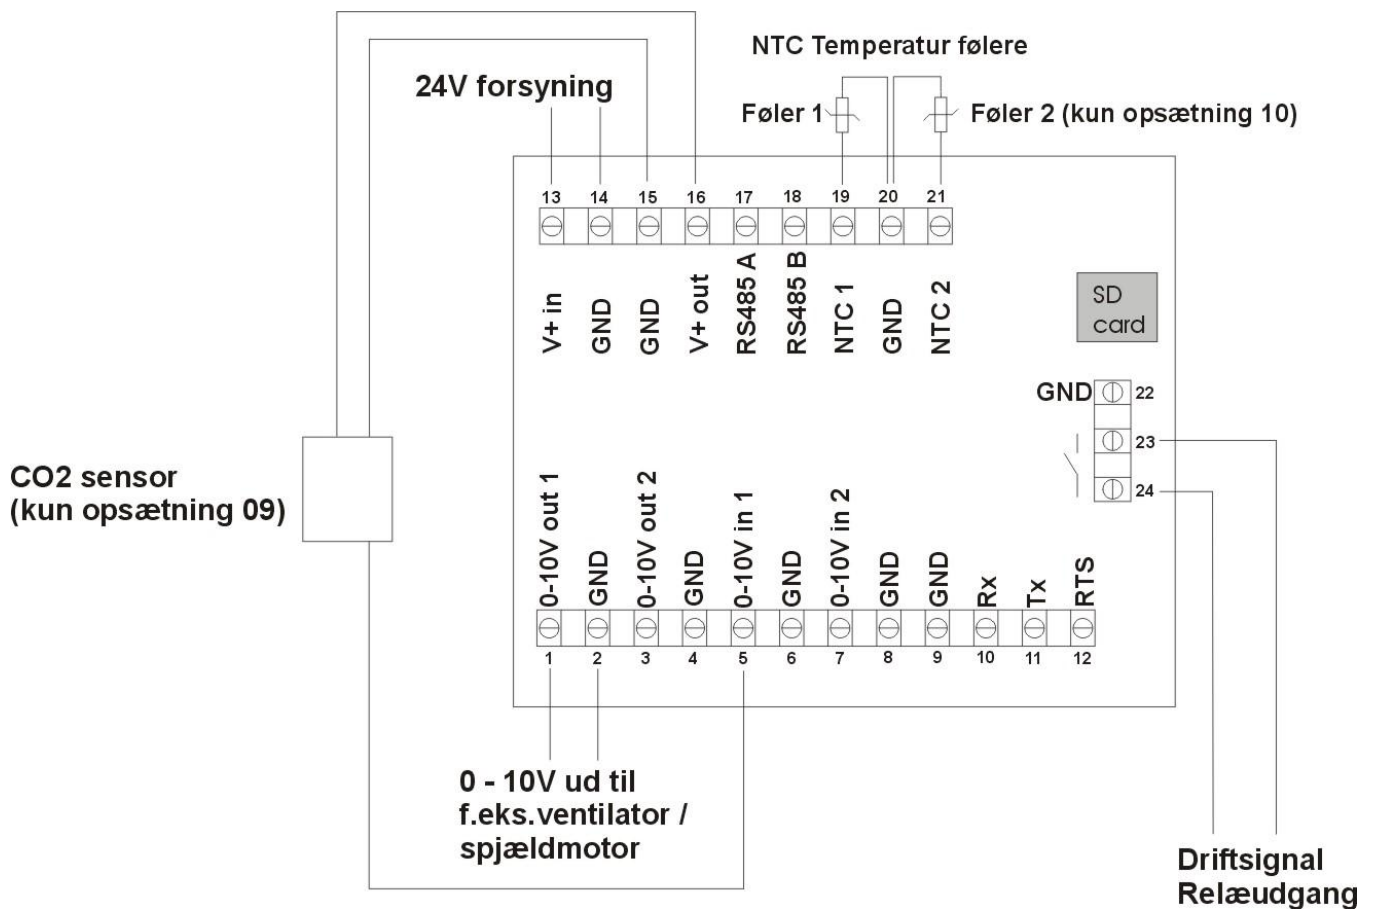 NTC Temperatur følere
24V forsyning
Føler 1
Føler 2 (kun opsætning 10)
13 14 15 16 17 18 19 20 21
V+ in
GND
GND
V+ out
RS485 A
RS485 B
NTC 1
GND
NTC 2
SD
card
GND 22
23
24
CO2 sensor
(kun opsætning 09)
0-10V out 1
GND
0-10V out 2
GND
0-10V in 1
GND
0-10V in 2
GND
GND
Rx
Tx
RTS
1 2 3 4 5 6 7 8 9 10 11 12
0 - 10V ud til
f.eks.ventilator /
spjældmotor
Driftsignal
Relæudgang